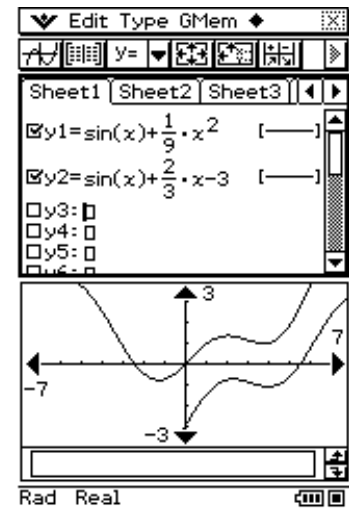 Edit Type GMem
y=
Sheet1 Sheet2 Sheet3
y1=sin(x)+1/9·x^2 [—]
y2=sin(x)+2/3·x-3 [—]
y3:
y4:
y5:
3
7
-7
-3
Rad Real